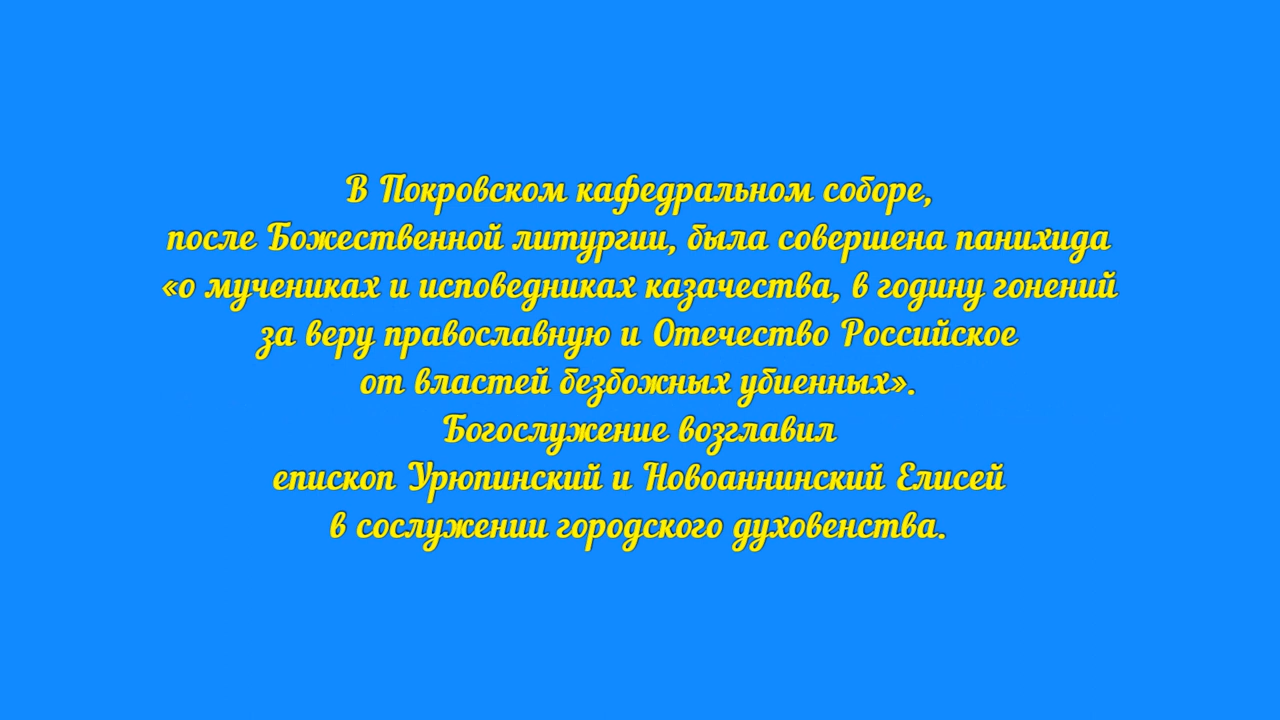 В Покровском кафедральном соборе,
после Божественной литургии, была совершена панихида
«о мучениках и исповедниках казачества, в годину гонений
за веру православную и Отечество Российское
от властей безбожных убиенных».
Богослужение возглавил
епископ Урюпинский и Новоаннинский Елисей
в сослужении городского духовенства.